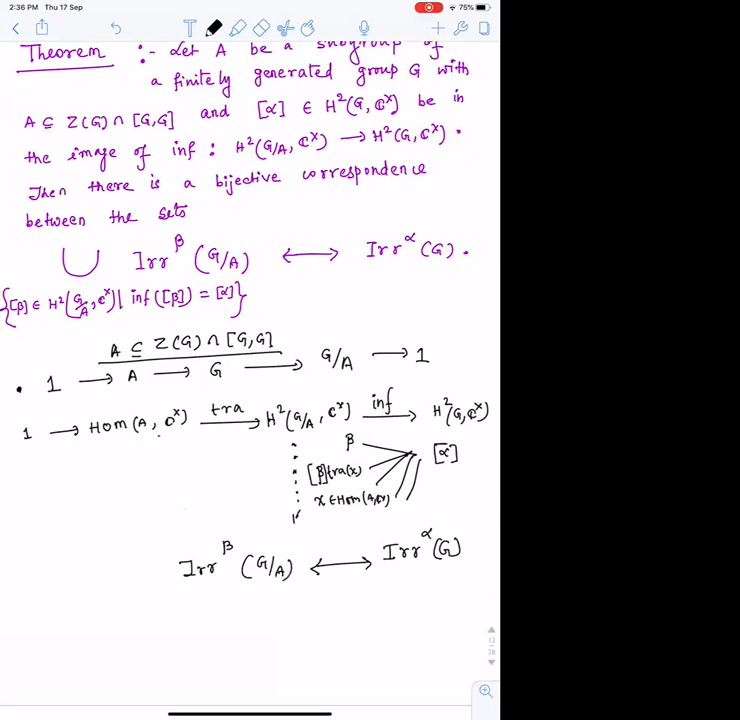 2:36 PM Thu 17 Sep 75%
Theorem :- Let A be a subgroup of
a finitely generated group G with
A ⊆ Z(G) ∩ [G,G] and [α] ∈ H²(G, ℂˣ) be in
the image of inf : H²(G/A, ℂˣ) → H²(G, ℂˣ).
Then there is a bijective correspondence
between the sets
∪ Irr^β (G/A) ↔ Irr^α (G).
{[β] ∈ H²(G/A, ℂˣ) | inf([β]) = [α]}
A ⊆ Z(G) ∩ [G,G]
• 1 → A → G → G/A → 1
1 → Hom(A, ℂˣ) tra → H²(G/A, ℂˣ) inf → H²(G, ℂˣ)
β [α]
[β]tra(χ)
χ ∈ Hom(A, ℂˣ)
Irr^β (G/A) ↔ Irr^α (G)